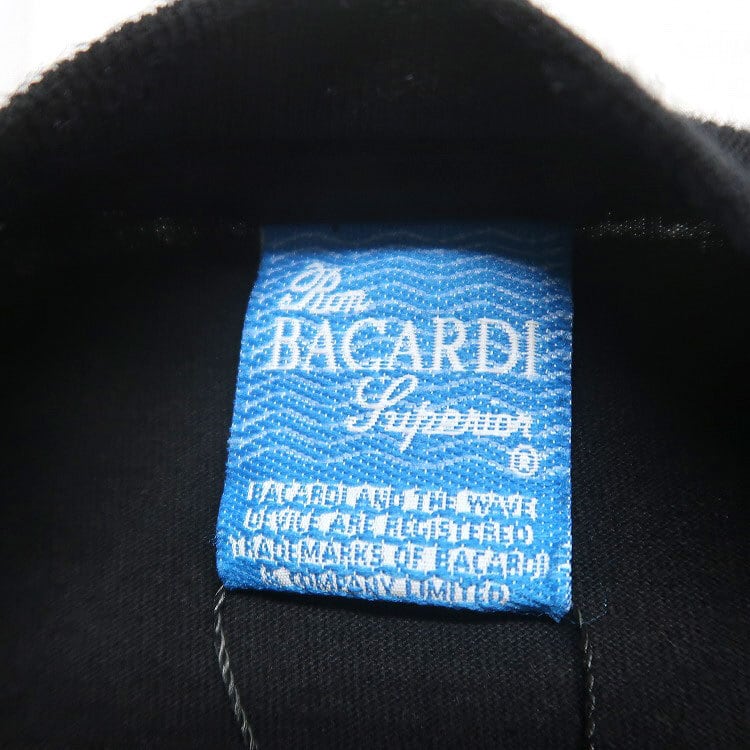 Ron
BACARDI
Superior
®
BACARDI AND THE WAVE
DEVICE ARE REGISTERED
TRADEMARKS OF BACARDI
& COMPANY LIMITED